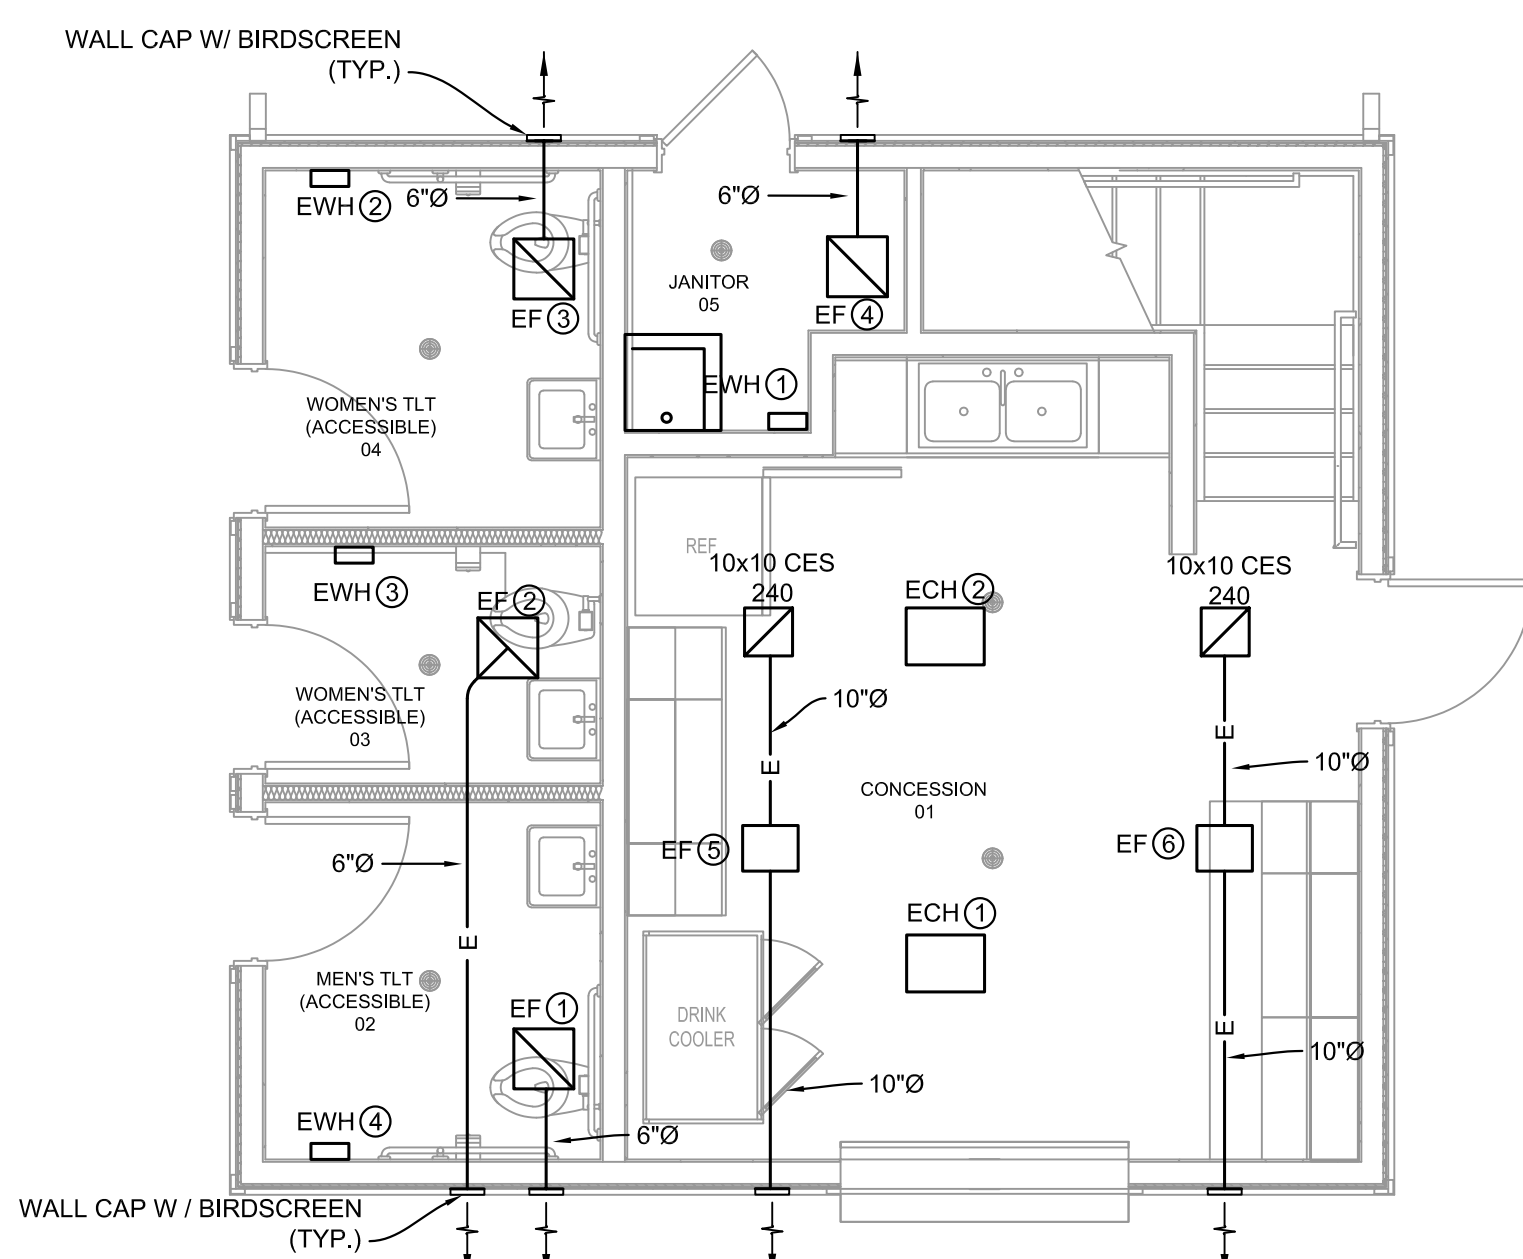 WALL CAP W/ BIRDSCREEN
(TYP.)
EWH 2
6"Ø
6"Ø
JANITOR
05
EF 3
EF 4
EWH 1
WOMEN'S TLT
(ACCESSIBLE)
04
REF
10x10 CES
240
10x10 CES
240
EWH 3
EF 2
ECH 2
WOMEN'S TLT
(ACCESSIBLE)
03
10"Ø
E
E
10"Ø
CONCESSION
01
6"Ø
EF 5
EF 6
E
ECH 1
MEN'S TLT
(ACCESSIBLE)
02
EF 1
DRINK
COOLER
E
10"Ø
10"Ø
EWH 4
6"Ø
WALL CAP W / BIRDSCREEN
(TYP.)